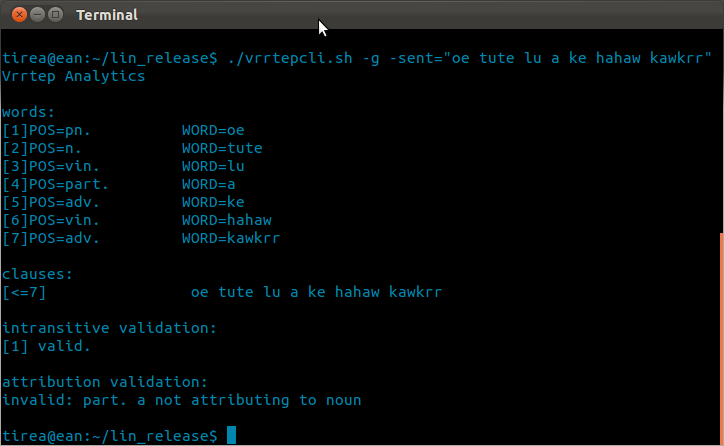 Terminal
tirea@ean:~/lin_release$ ./vrrtepcli.sh -g -sent="oe tute lu a ke hahaw kawkrr"
Vrrtep Analytics
words:
[1]POS=pn. WORD=oe
[2]POS=n. WORD=tute
[3]POS=vin. WORD=lu
[4]POS=part. WORD=a
[5]POS=adv. WORD=ke
[6]POS=vin. WORD=hahaw
[7]POS=adv. WORD=kawkrr
clauses:
[<=7] oe tute lu a ke hahaw kawkrr
intransitive validation:
[1] valid.
attribution validation:
invalid: part. a not attributing to noun
tirea@ean:~/lin_release$